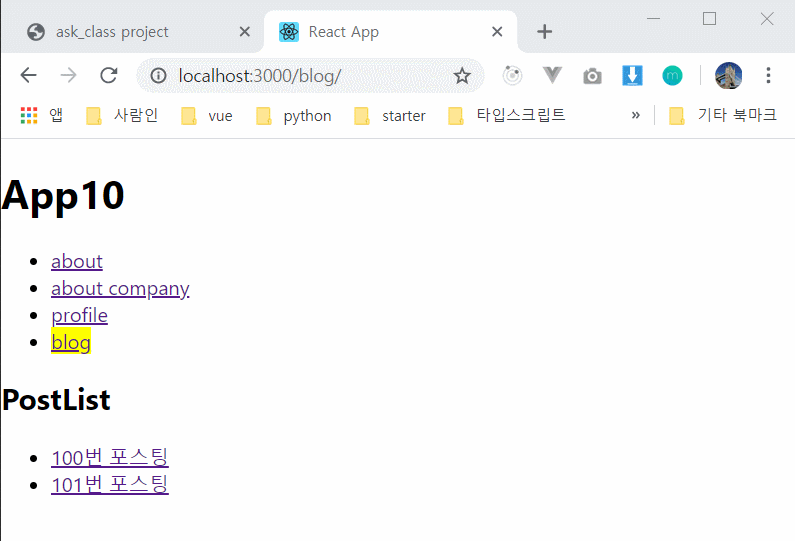 ask_class project
React App
localhost:3000/blog/
앱
사람인
vue
python
starter
타입스크립트
»
기타 북마크
App10
about
about company
profile
blog
PostList
100번 포스팅
101번 포스팅